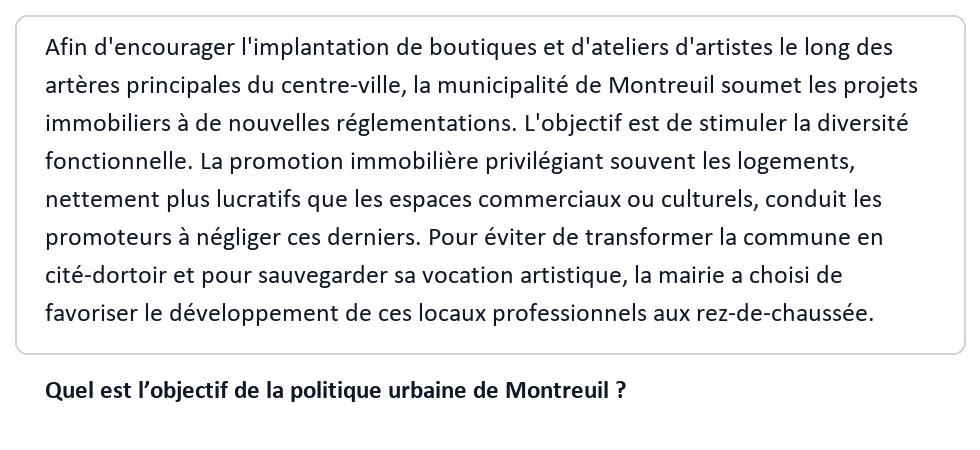 Afin d'encourager l'implantation de boutiques et d'ateliers d'artistes le long des
artères principales du centre-ville, la municipalité de Montreuil soumet les projets
immobiliers à de nouvelles réglementations. L'objectif est de stimuler la diversité
fonctionnelle. La promotion immobilière privilégiant souvent les logements,
nettement plus lucratifs que les espaces commerciaux ou culturels, conduit les
promoteurs à négliger ces derniers. Pour éviter de transformer la commune en
cité-dortoir et pour sauvegarder sa vocation artistique, la mairie a choisi de
favoriser le développement de ces locaux professionnels aux rez-de-chaussée.
Quel est l’objectif de la politique urbaine de Montreuil ?